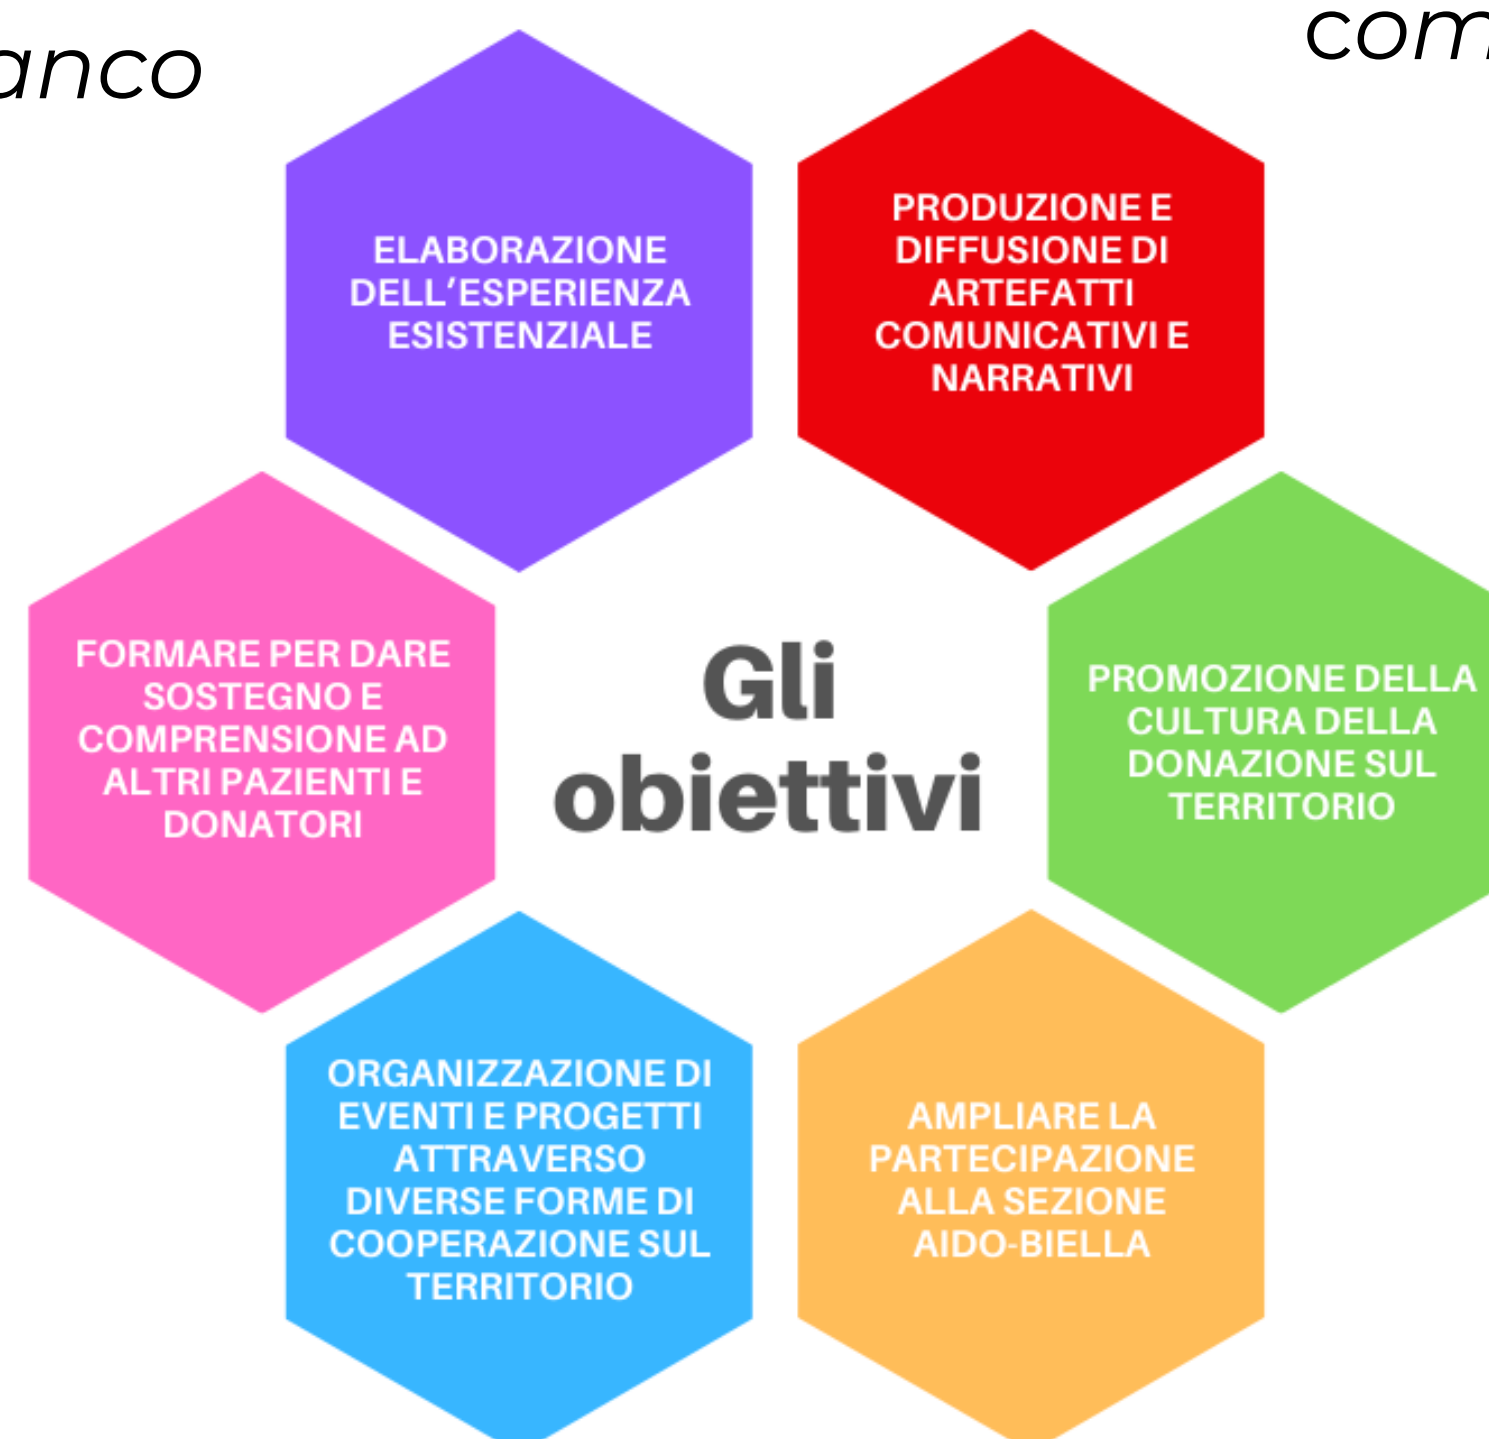 anco
com
ELABORAZIONE
DELL'ESPERIENZA
ESISTENZIALE
PRODUZIONE E
DIFFUSIONE DI
ARTEFATTI
COMUNICATIVI E
NARRATIVI
FORMARE PER DARE
SOSTEGNO E
COMPRENSIONE AD
ALTRI PAZIENTI E
DONATORI
Gli
obiettivi
PROMOZIONE DELLA
CULTURA DELLA
DONAZIONE SUL
TERRITORIO
ORGANIZZAZIONE DI
EVENTI E PROGETTI
ATTRAVERSO
DIVERSE FORME DI
COOPERAZIONE SUL
TERRITORIO
AMPLIARE LA
PARTECIPAZIONE
ALLA SEZIONE
AIDO-BIELLA